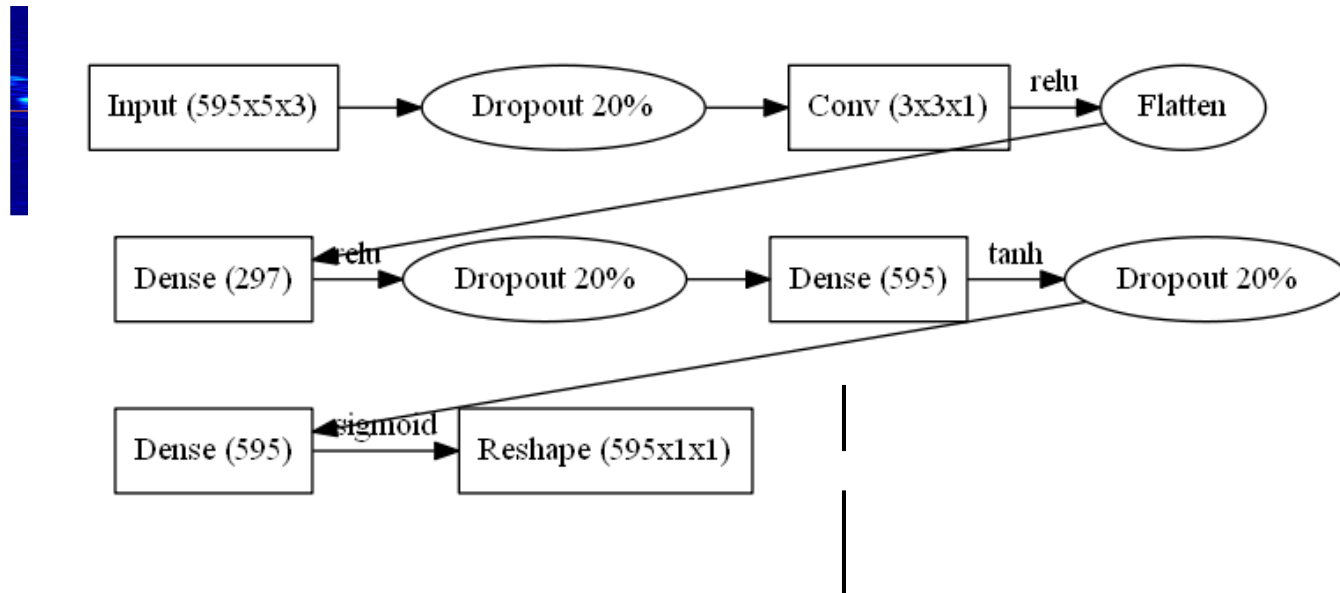 Input (595x5x3) Dropout 20% Conv (3x3x1) relu Flatten
Dense (297) relu Dropout 20% Dense (595) tanh Dropout 20%
Dense (595) sigmoid Reshape (595x1x1)